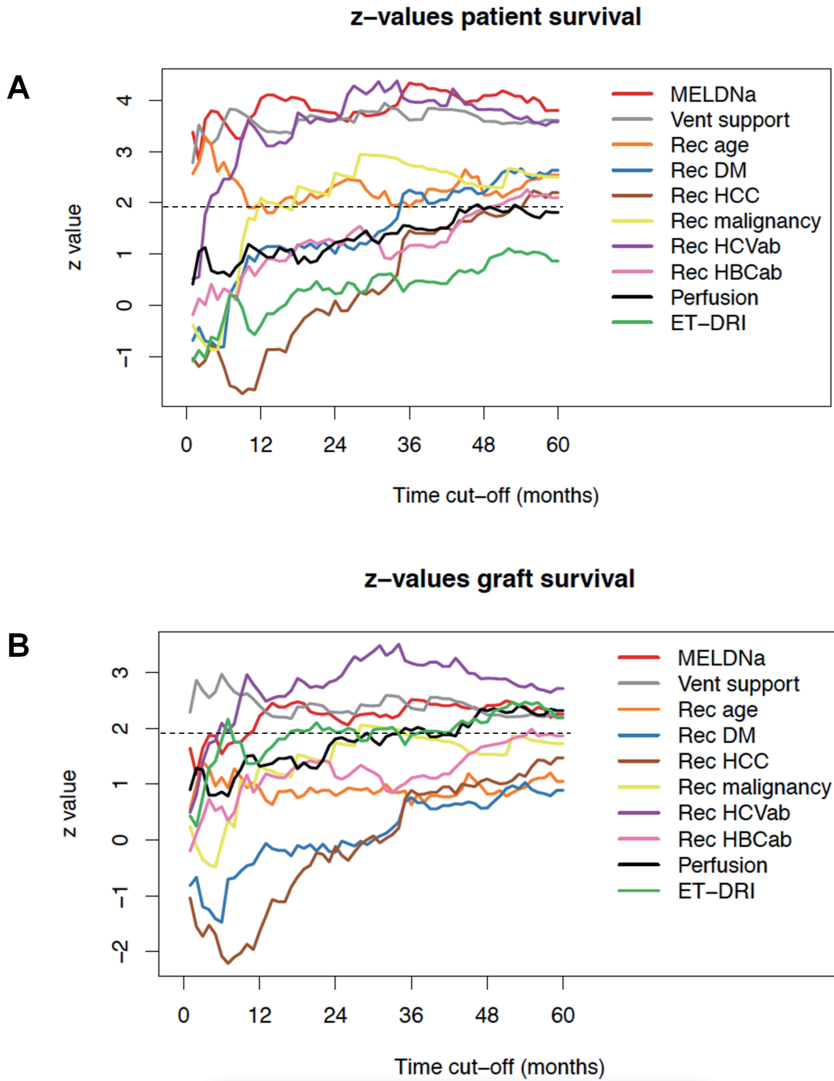 z−values patient survival
A
4
3
2
1
0
−1
z value
0 12 24 36 48 60
Time cut−off (months)
MELDNa
Vent support
Rec age
Rec DM
Rec HCC
Rec malignancy
Rec HCVab
Rec HBCab
Perfusion
ET−DRI
z−values graft survival
B
3
2
1
0
−1
−2
z value
0 12 24 36 48 60
Time cut−off (months)
MELDNa
Vent support
Rec age
Rec DM
Rec HCC
Rec malignancy
Rec HCVab
Rec HBCab
Perfusion
ET−DRI